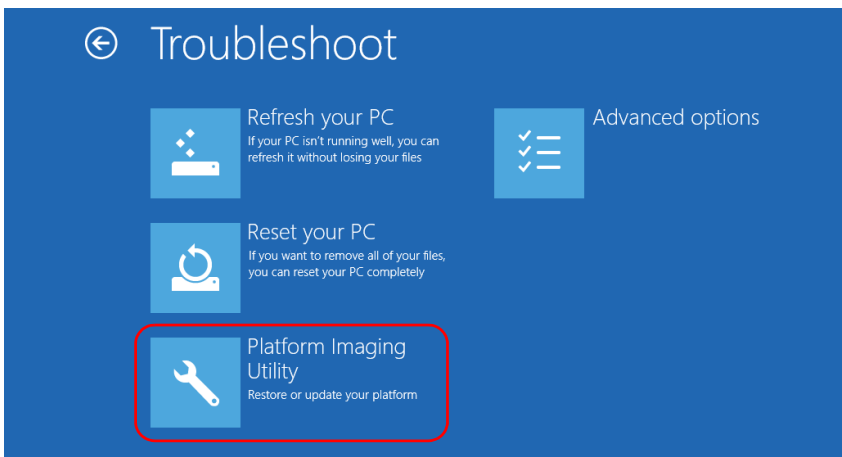 Troubleshoot
Refresh your PC
If your PC isn't running well, you can
refresh it without losing your files
Advanced options
Reset your PC
If you want to remove all of your files,
you can reset your PC completely
Platform Imaging
Utility
Restore or update your platform